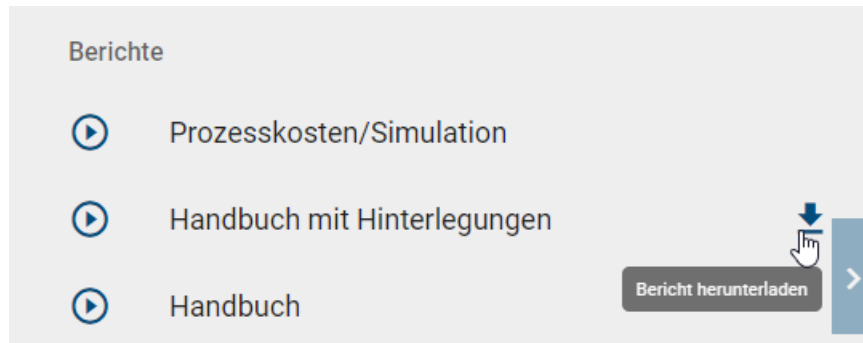 Berichte
Prozesskosten/Simulation
Handbuch mit Hinterlegungen
Bericht herunterladen
Handbuch